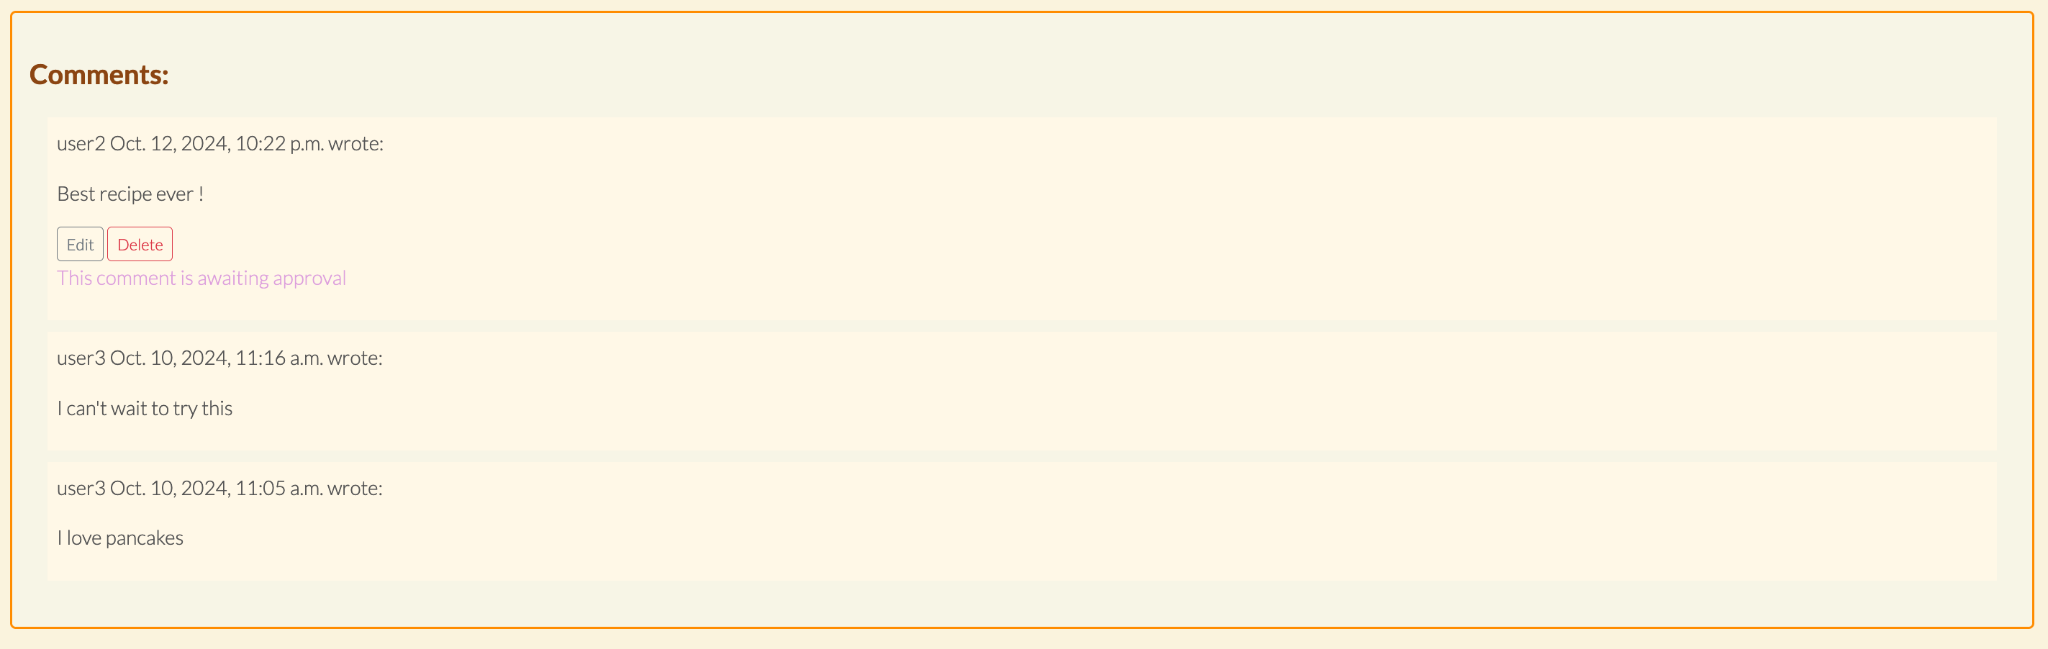 Comments:
user2 Oct. 12, 2024, 10:22 p.m. wrote:
Best recipe ever !
Edit Delete
This comment is awaiting approval
user3 Oct. 10, 2024, 11:16 a.m. wrote:
I can't wait to try this
user3 Oct. 10, 2024, 11:05 a.m. wrote:
I love pancakes